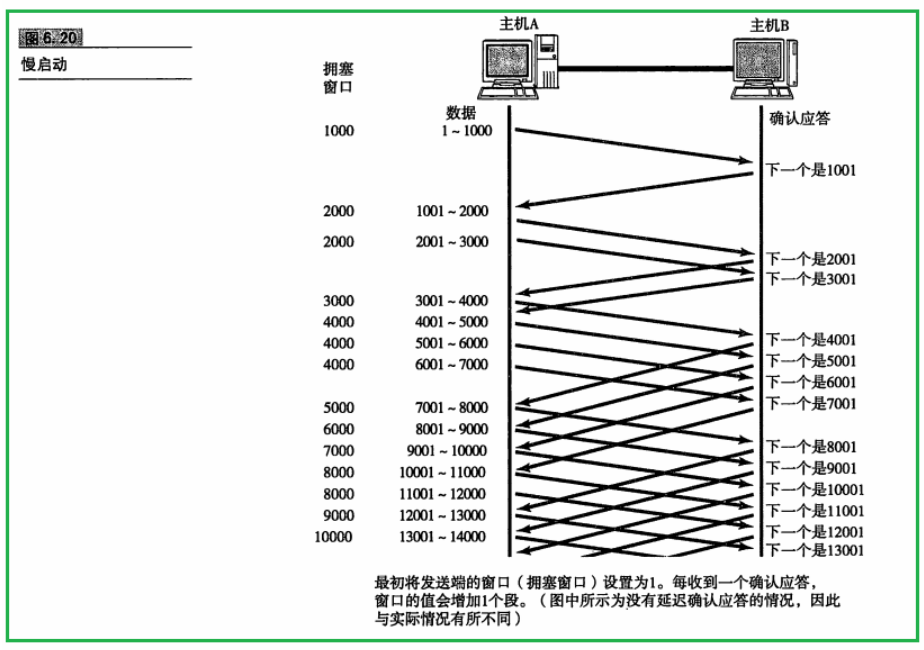 图 6.20
慢启动
主机A 主机B
拥塞
窗口
数据 确认应答
1000 1~1000
下一个是1001
2000 1001~2000
2000 2001~3000
下一个是2001
下一个是3001
3000 3001~4000
4000 4001~5000
下一个是4001
4000 5001~6000
下一个是5001
4000 6001~7000
下一个是6001
下一个是7001
5000 7001~8000
6000 8001~9000
下一个是8001
7000 9001~10000
下一个是9001
8000 10001~11000
下一个是10001
8000 11001~12000
下一个是11001
9000 12001~13000
下一个是12001
10000 13001~14000
下一个是13001
最初将发送端的窗口（拥塞窗口）设置为1。每收到一个确认应答，
窗口的值会增加1个段。（图中所示为没有延迟确认应答的情况，因此
与实际情况有所不同）